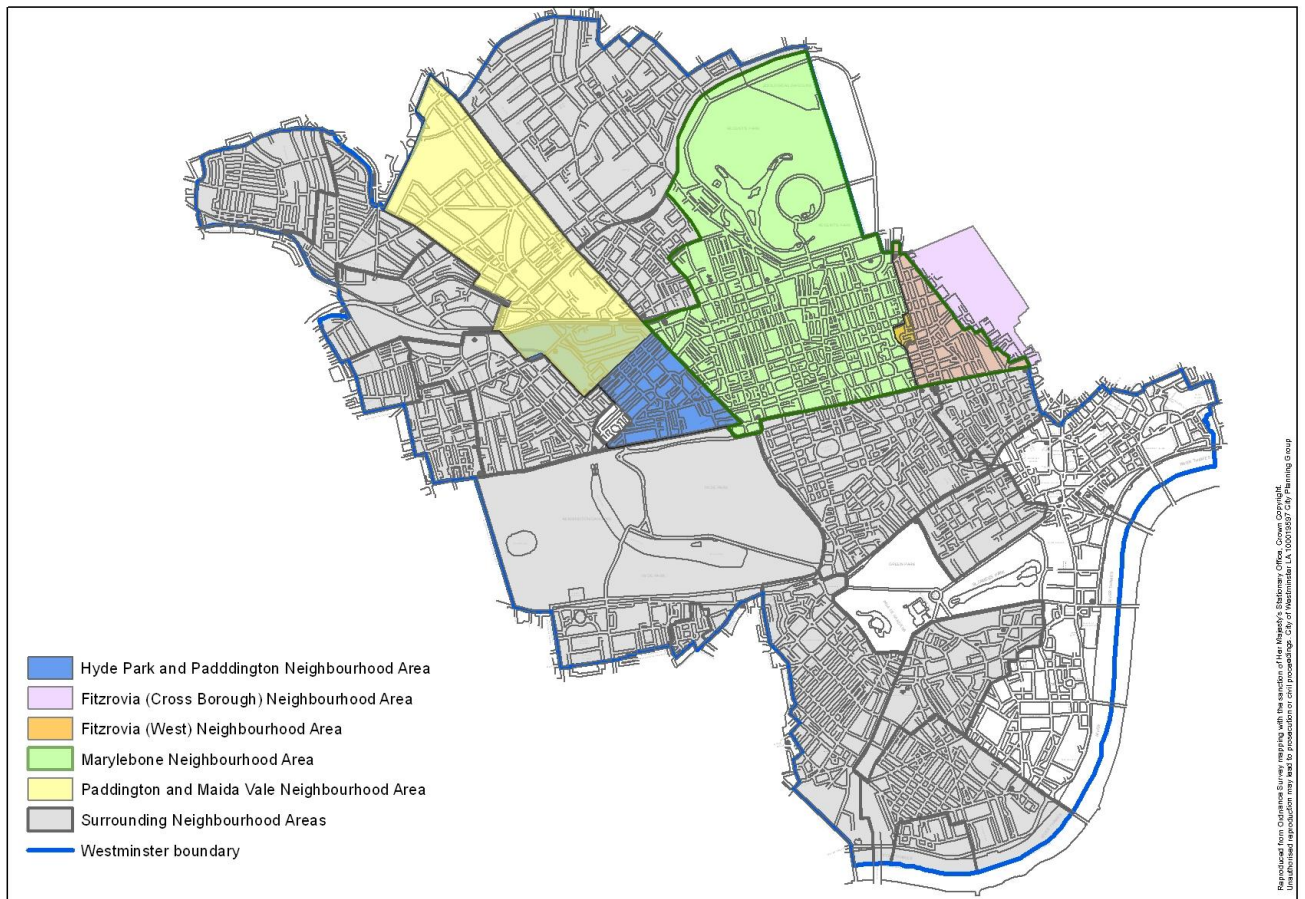 Hyde Park and Padddington Neighbourhood Area
Fitzrovia (Cross Borough) Neighbourhood Area
Fitzrovia (West) Neighbourhood Area
Marylebone Neighbourhood Area
Paddington and Maida Vale Neighbourhood Area
Surrounding Neighbourhood Areas
Westminster boundary
Reproduced from Ordnance Survey mapping with the sanction of Her Majesty's Stationary Office, Crown Copyright.
Unauthorised reproduction may lead to prosecution or civil proceedings. City of Westminster LA 100019597 City Planning Group